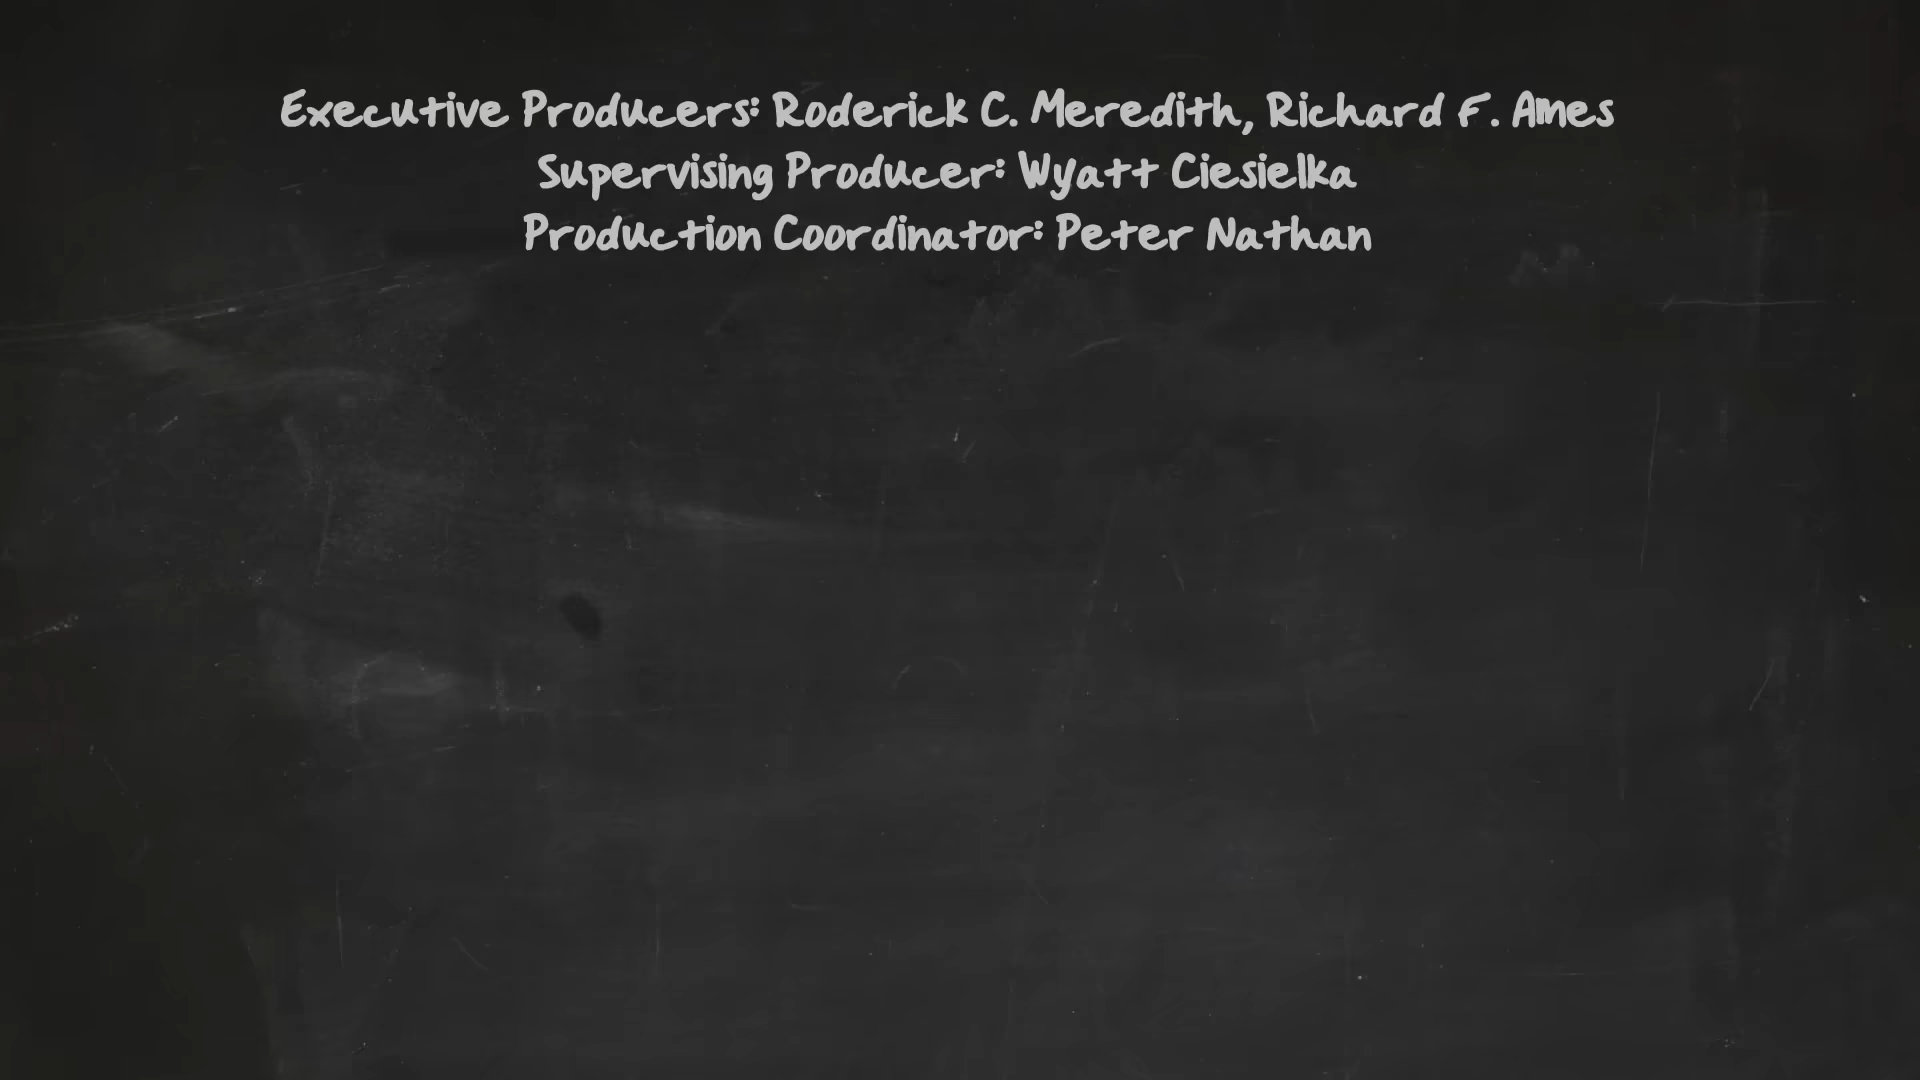 Executive Producers: Roderick C. Meredith, Richard F. Ames
Supervising Producer: Wyatt Ciesielka
Production Coordinator: Peter Nathan